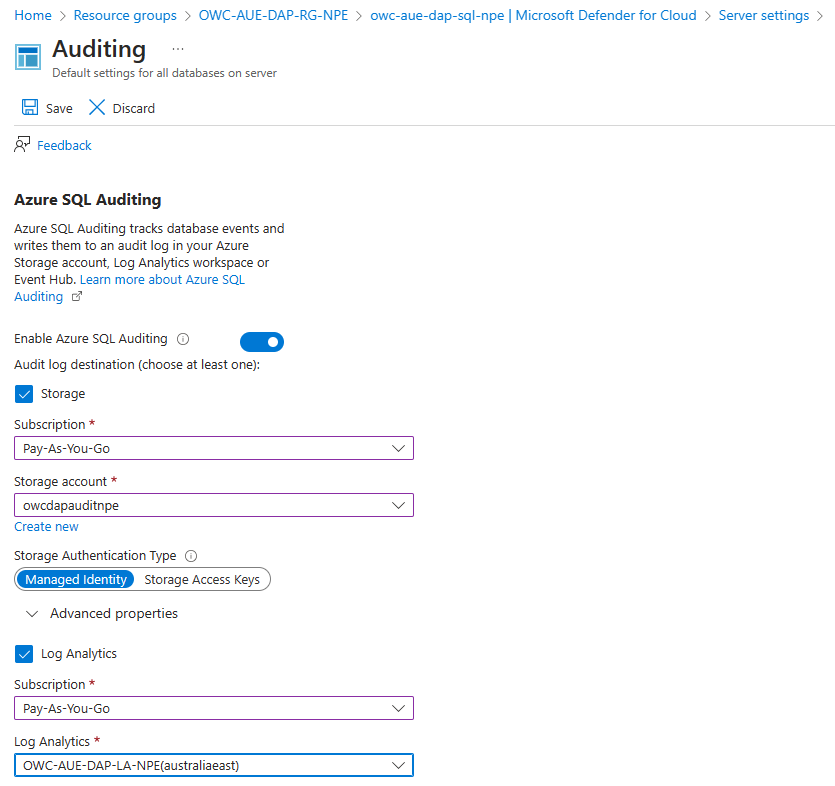 Home > Resource groups > OWC-AUE-DAP-RG-NPE > owc-aue-dap-sql-npe | Microsoft Defender for Cloud > Server settings >
Auditing ...
Default settings for all databases on server
Save Discard
Feedback
Azure SQL Auditing
Azure SQL Auditing tracks database events and
writes them to an audit log in your Azure
Storage account, Log Analytics workspace or
Event Hub. Learn more about Azure SQL
Auditing
Enable Azure SQL Auditing
Audit log destination (choose at least one):
Storage
Subscription *
Pay-As-You-Go
Storage account *
owcdapauditnpe
Create new
Storage Authentication Type
Managed Identity Storage Access Keys
Advanced properties
Log Analytics
Subscription *
Pay-As-You-Go
Log Analytics *
OWC-AUE-DAP-LA-NPE(australiaeast)